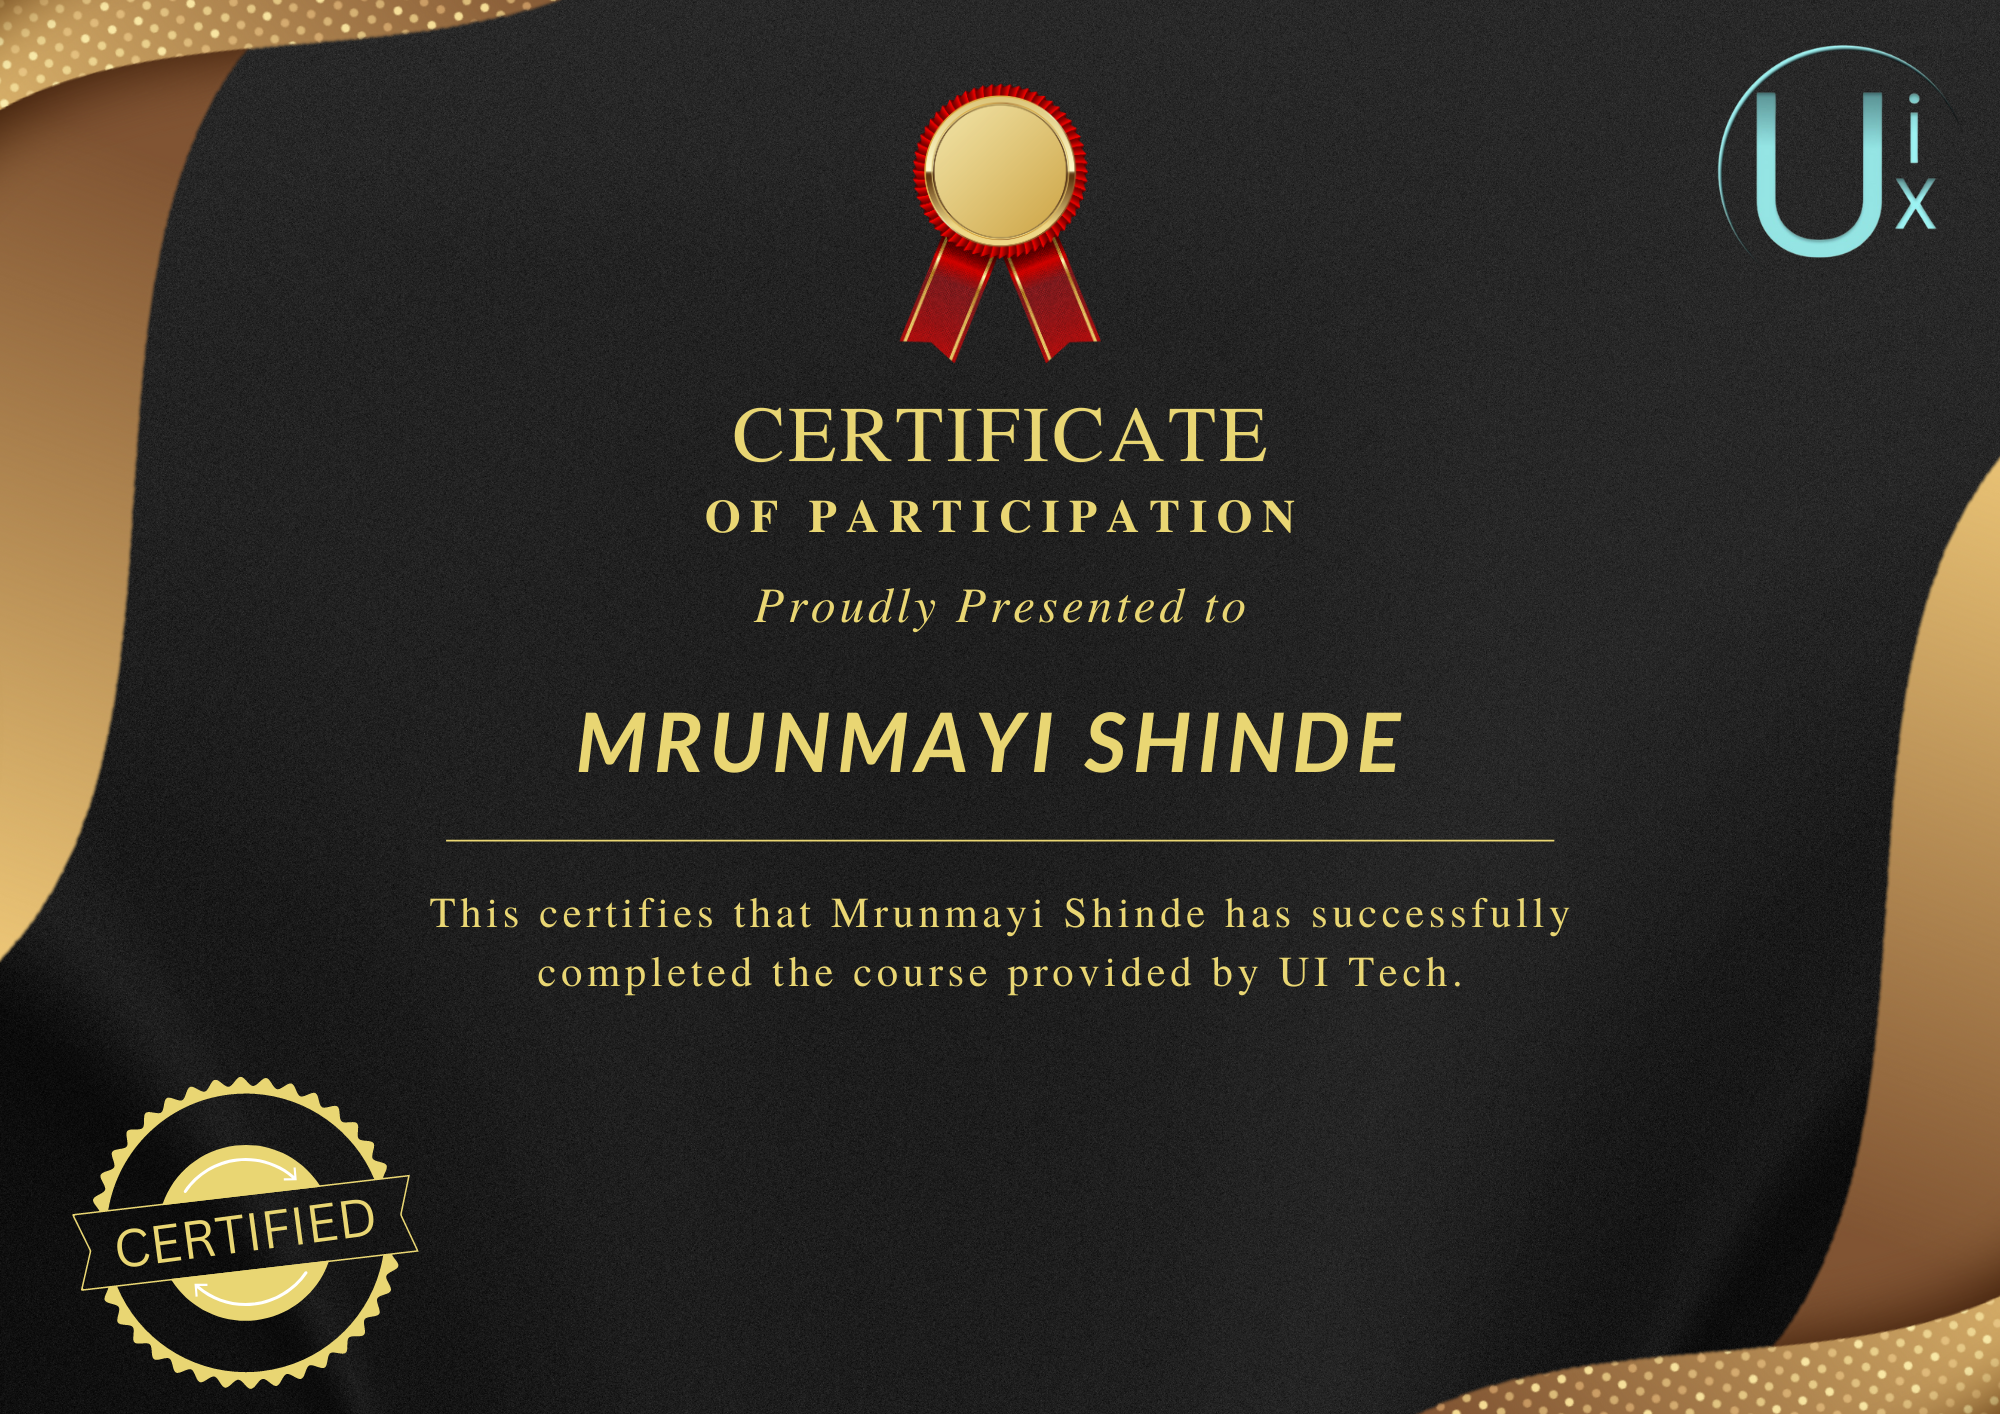 Uix
CERTIFICATE
OF PARTICIPATION
Proudly Presented to
MRUNMAYI SHINDE
This certifies that Mrunmayi Shinde has successfully
completed the course provided by UI Tech.
CERTIFIED